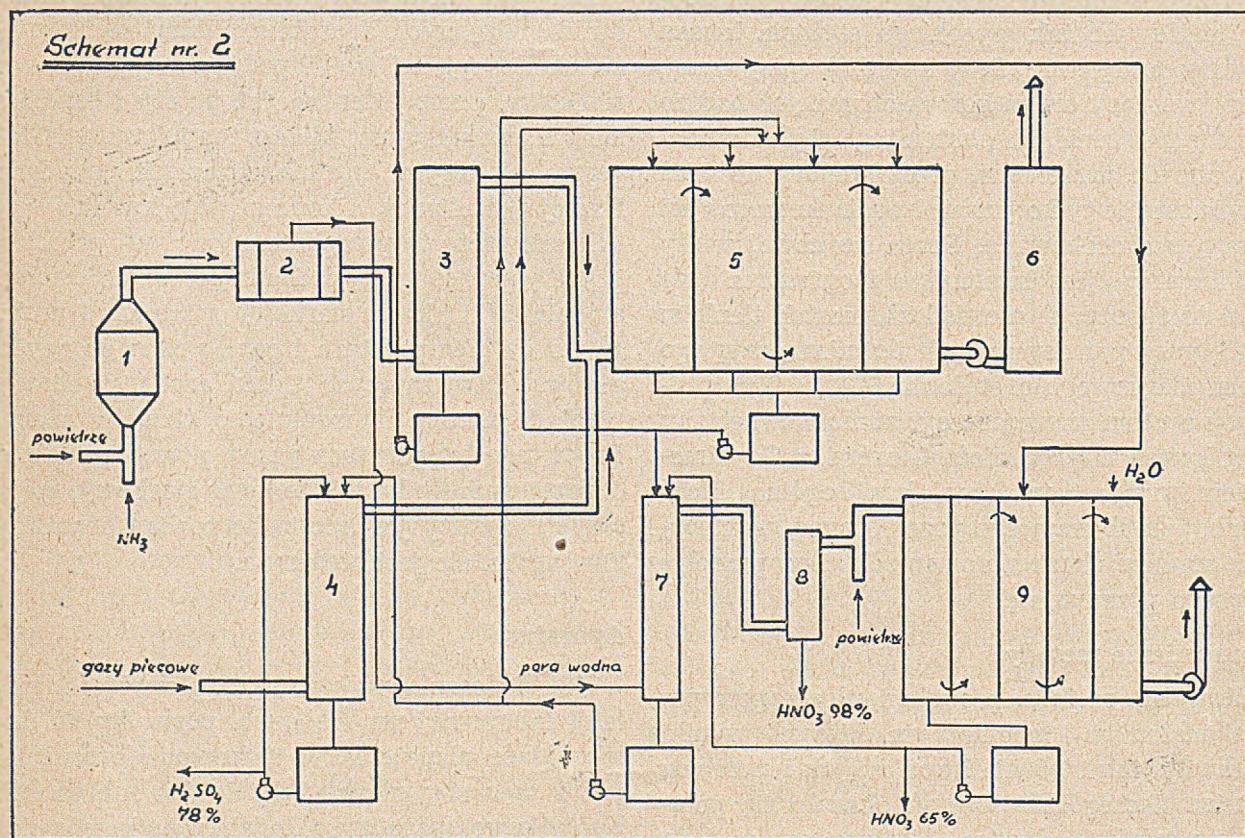 Schemat nr. 2
1
2
3
4
5
6
7
8
9
powietrze
NH3
gazy piecowe
para wodna
H2SO4
78%
powietrze
HNO3 98%
H2O
HNO3 65%